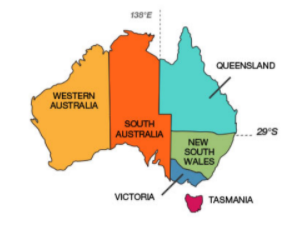 138°E
QUEENSLAND
WESTERN
AUSTRALIA
SOUTH
AUSTRALIA
29°S
NEW
SOUTH
WALES
VICTORIA
TASMANIA